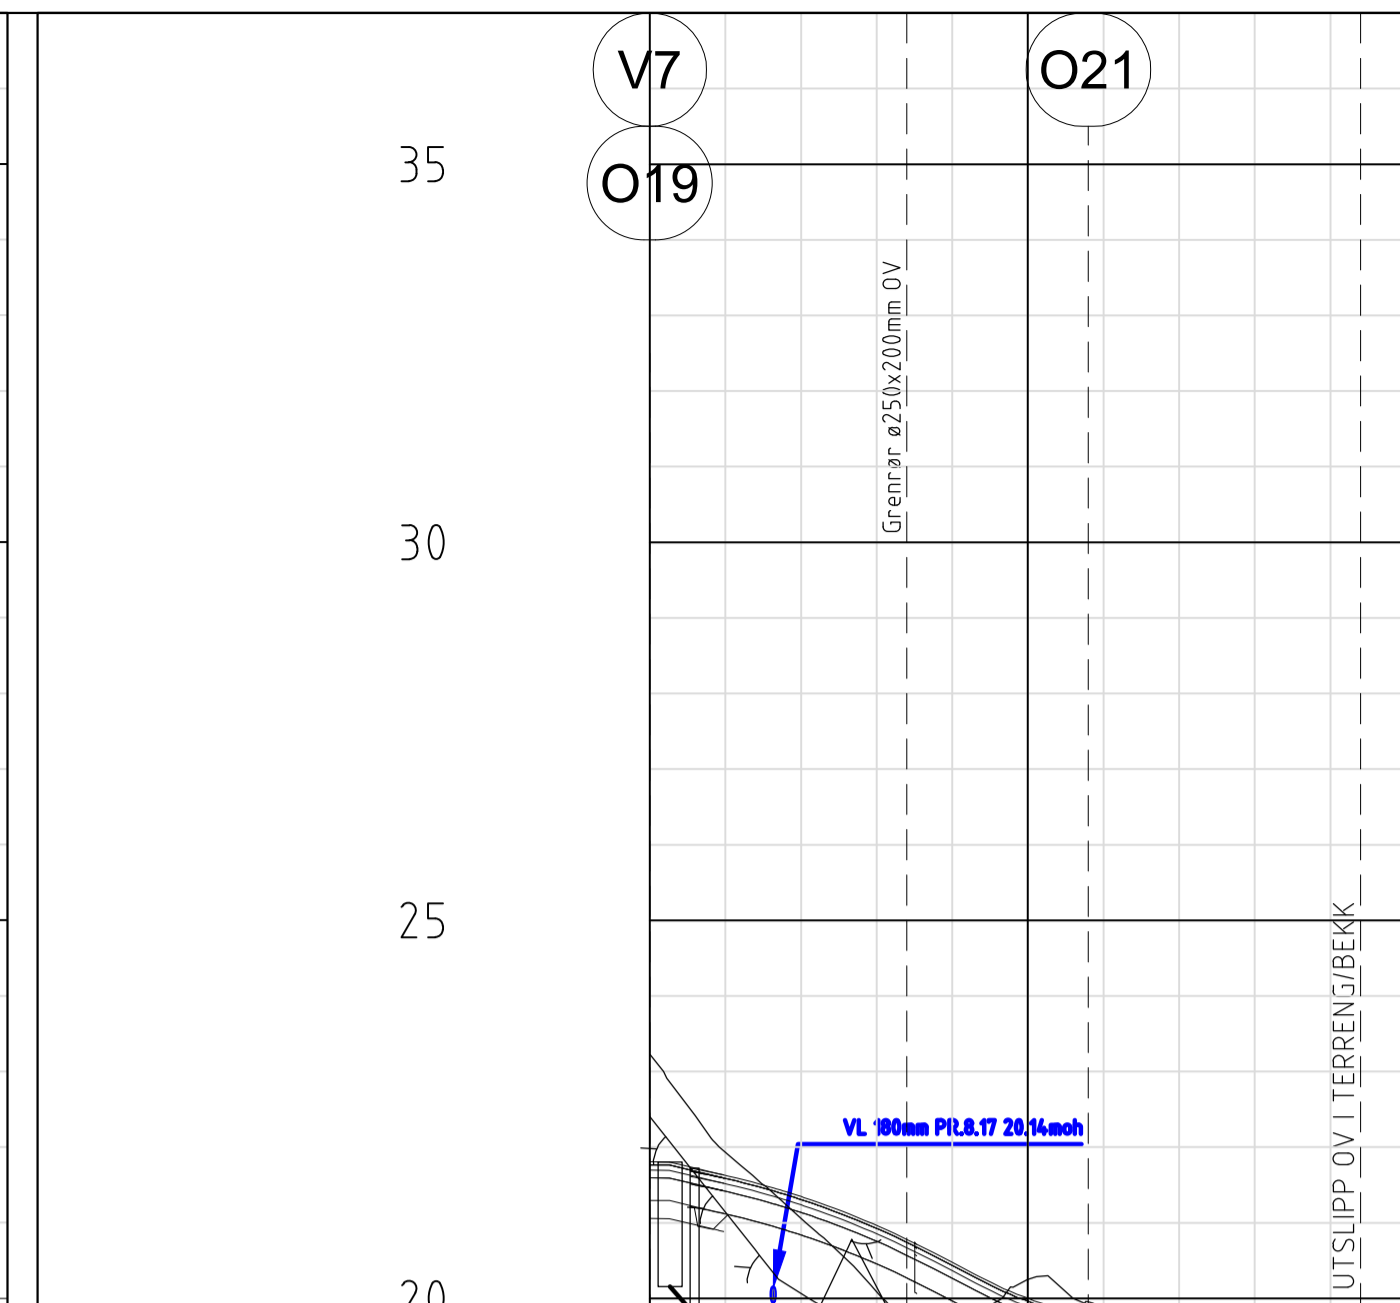 V7
O21
35
O19
Grenrør ø250x200mm OV
30
25
UTSLIPP OV I TERRENG/BEKK
VL 180mm PR.8.17 20.14moh
20
0